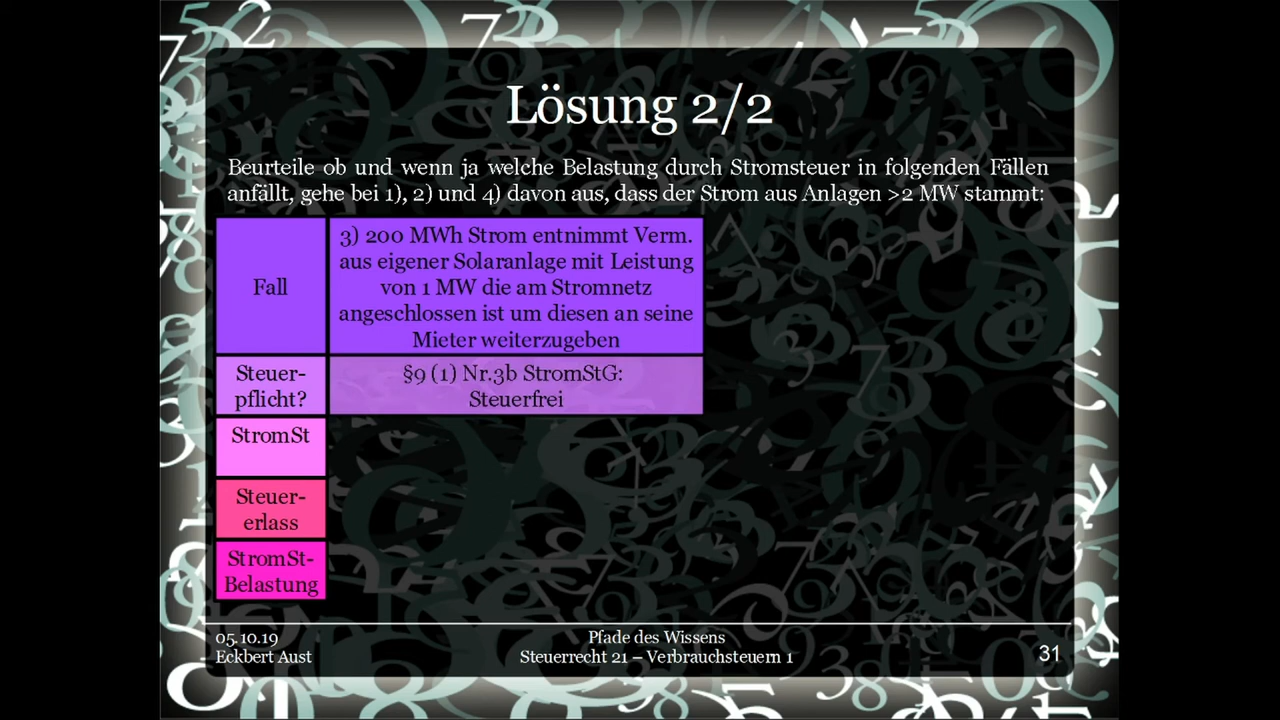 Lösung 2/2
Beurteile ob und wenn ja welche Belastung durch Stromsteuer in folgenden Fällen
anfällt, gehe bei 1), 2) und 4) davon aus, dass der Strom aus Anlagen >2 MW stammt:
Fall
3) 200 MWh Strom entnimmt Verm.
aus eigener Solaranlage mit Leistung
von 1 MW die am Stromnetz
angeschlossen ist um diesen an seine
Mieter weiterzugeben
Steuer-
pflicht?
§9 (1) Nr.3b StromStG:
Steuerfrei
StromSt
Steuer-
erlass
StromSt-
Belastung
05.10.19
Eckbert Aust
Pfade des Wissens
Steuerrecht 21 – Verbrauchsteuern 1
31